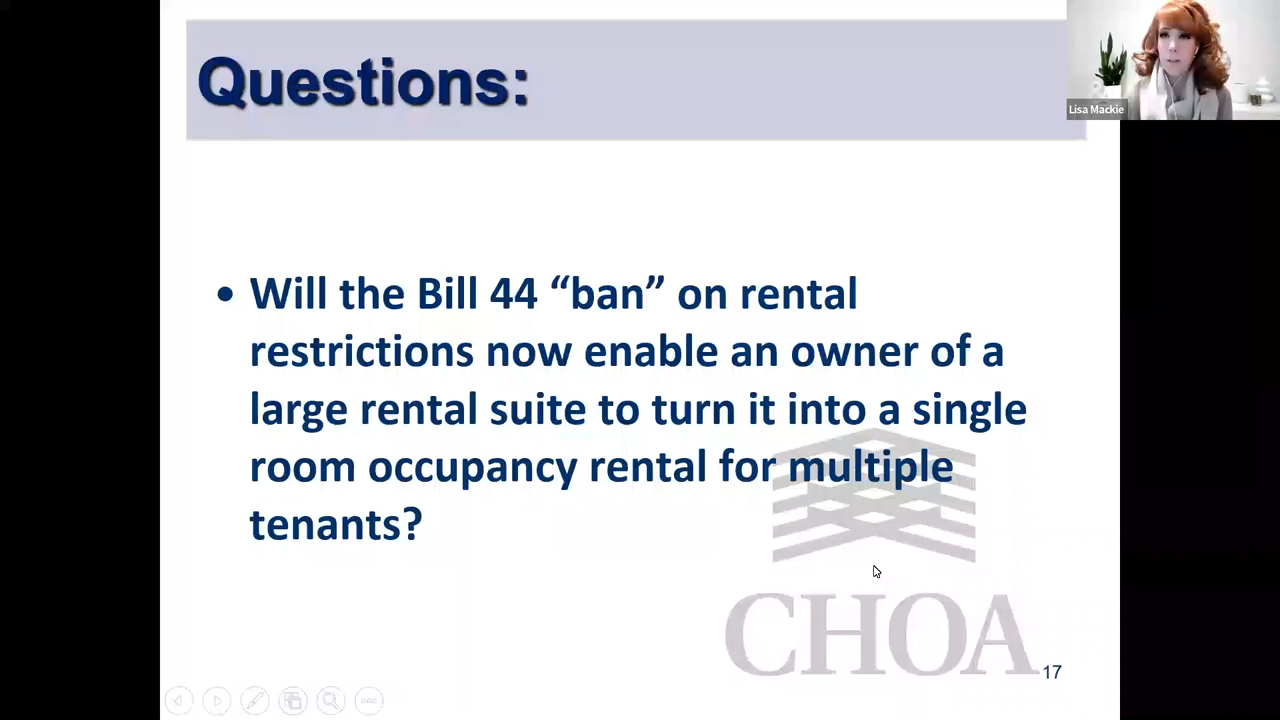 Questions:
Lisa Mackie
• Will the Bill 44 “ban” on rental
restrictions now enable an owner of a
large rental suite to turn it into a single
room occupancy rental for multiple
tenants?
CHOA
17